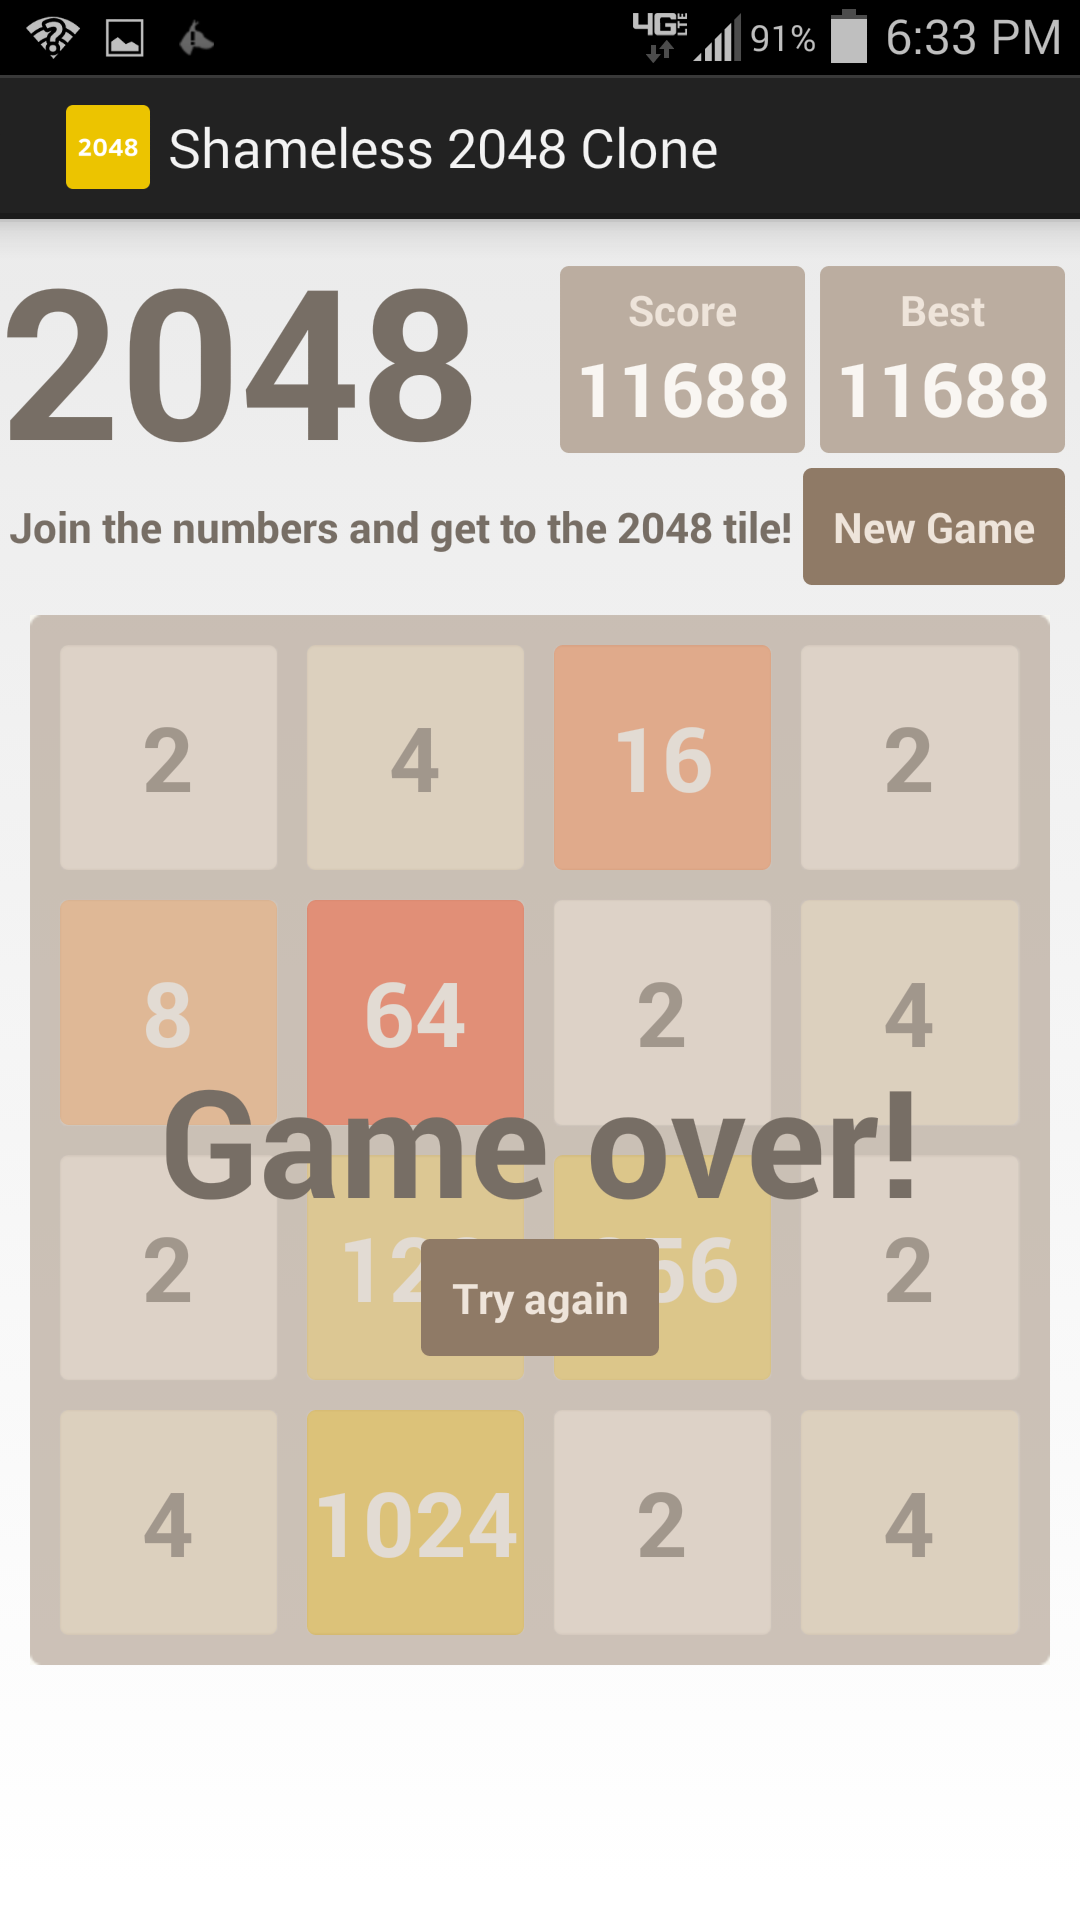 4G LTE 91% 6:33 PM
2048 Shameless 2048 Clone
2048
Score Best
11688 11688
Join the numbers and get to the 2048 tile! New Game
2 4 16 2
8 64 2 4
Game over!
2 12 56 2
Try again
4 1024 2 4